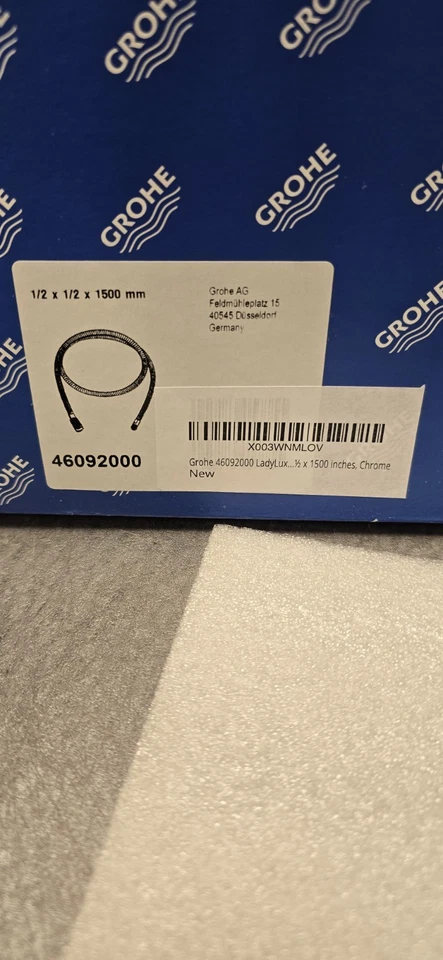 GROHE
GROHE
GROHE
GROHE
GROHE
1/2 x 1/2 x 1500 mm
Grohe AG
Feldmühleplatz 15
40545 Düsseldorf
Germany
46092000
X003WNMLOV
Grohe 46092000 LadyLux...½ x 1500 inches, Chrome
New